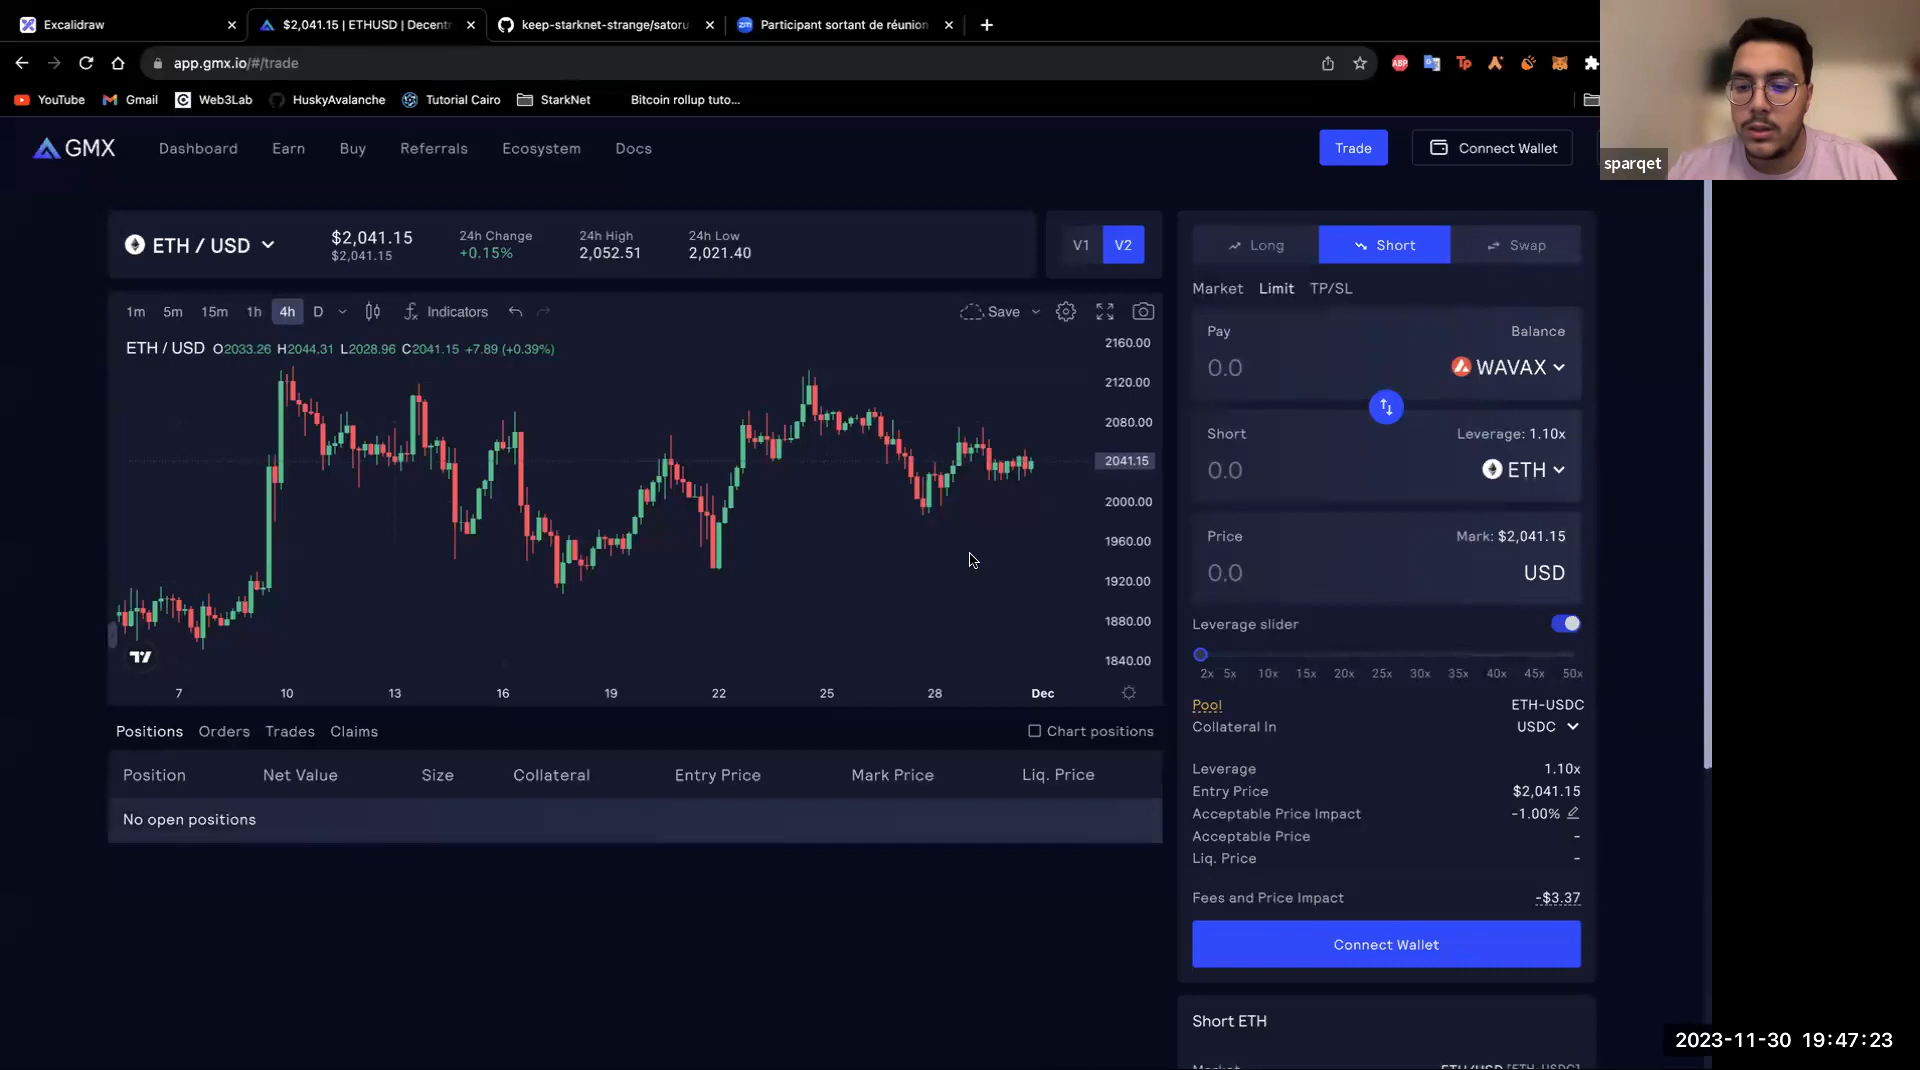 Excalidraw
$2,041.15 | ETHUSD | Decentr
keep-starknet-strange/satoru
Participant sortant de réunion
app.gmx.io/#/trade
YouTube
Gmail
Web3Lab
HuskyAvalanche
Tutorial Cairo
StarkNet
Bitcoin rollup tuto...
sparqet
GMX
Dashboard
Earn
Buy
Referrals
Ecosystem
Docs
Trade
Connect Wallet
ETH / USD
$2,041.15
$2,041.15
24h Change
+0.15%
24h High
2,052.51
24h Low
2,021.40
V1
V2
1m 5m 15m 1h 4h D
Indicators
Save
ETH / USD O2033.26 H2044.31 L2028.96 C2041.15 +7.89 (+0.39%)
2160.00
2120.00
2080.00
2041.15
2000.00
1960.00
1920.00
1880.00
1840.00
7 10 13 16 19 22 25 28 Dec
Positions Orders Trades Claims
Chart positions
Position Net Value Size Collateral Entry Price Mark Price Liq. Price
No open positions
Long Short Swap
Market Limit TP/SL
Pay Balance
0.0 WAVAX
Short Leverage: 1.10x
0.0 ETH
Price Mark: $2,041.15
0.0 USD
Leverage slider
2x 5x 10x 15x 20x 25x 30x 35x 40x 45x 50x
Pool ETH-USDC
Collateral In USDC
Leverage 1.10x
Entry Price $2,041.15
Acceptable Price Impact -1.00%
Acceptable Price -
Liq. Price -
Fees and Price Impact -$3.37
Connect Wallet
Short ETH
Market ETH/USD [ETH-USDC]
2023-11-30 19:47:23